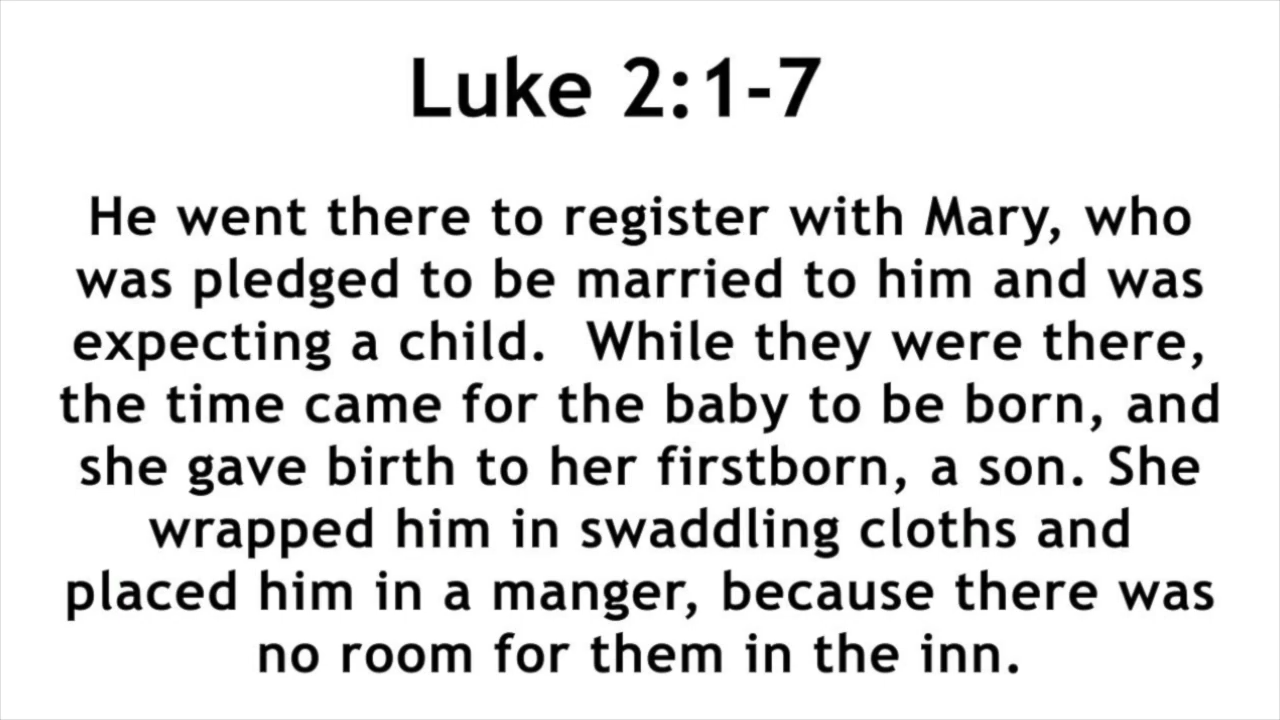 Luke 2:1-7
He went there to register with Mary, who
was pledged to be married to him and was
expecting a child.  While they were there,
the time came for the baby to be born, and
she gave birth to her firstborn, a son. She
wrapped him in swaddling cloths and
placed him in a manger, because there was
no room for them in the inn.